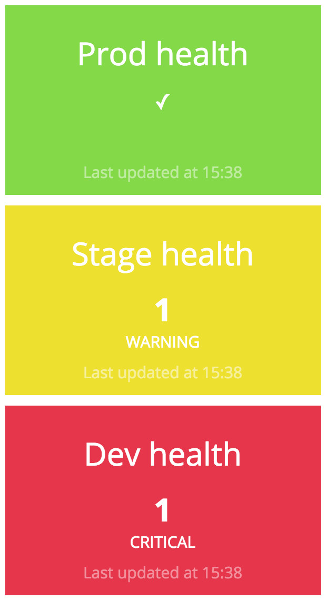 Prod health
✓
Last updated at 15:38
Stage health
1
WARNING
Last updated at 15:38
Dev health
1
CRITICAL
Last updated at 15:38